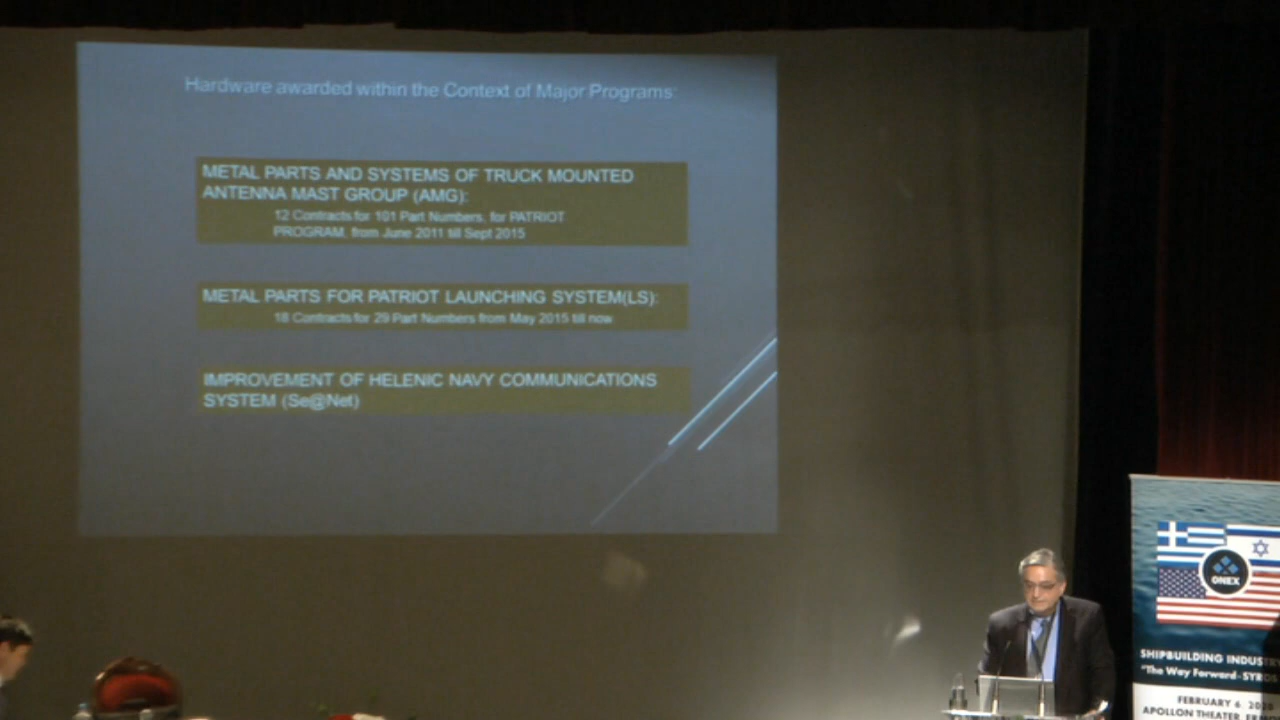 Hardware awarded within the Context of Major Programs:
METAL PARTS AND SYSTEMS OF TRUCK MOUNTED
ANTENNA MAST GROUP (AMG):
12 Contracts for 101 Part Numbers, for PATRIOT
PROGRAM, from June 2011 till Sept 2015
METAL PARTS FOR PATRIOT LAUNCHING SYSTEM(LS):
18 Contracts for 29 Part Numbers from May 2015 till now
IMPROVEMENT OF HELENIC NAVY COMMUNICATIONS
SYSTEM (Se@Net)
ONEX
SHIPBUILDING
"The Way Forward-
FEBRUARY 6
APOLLON THEATER,